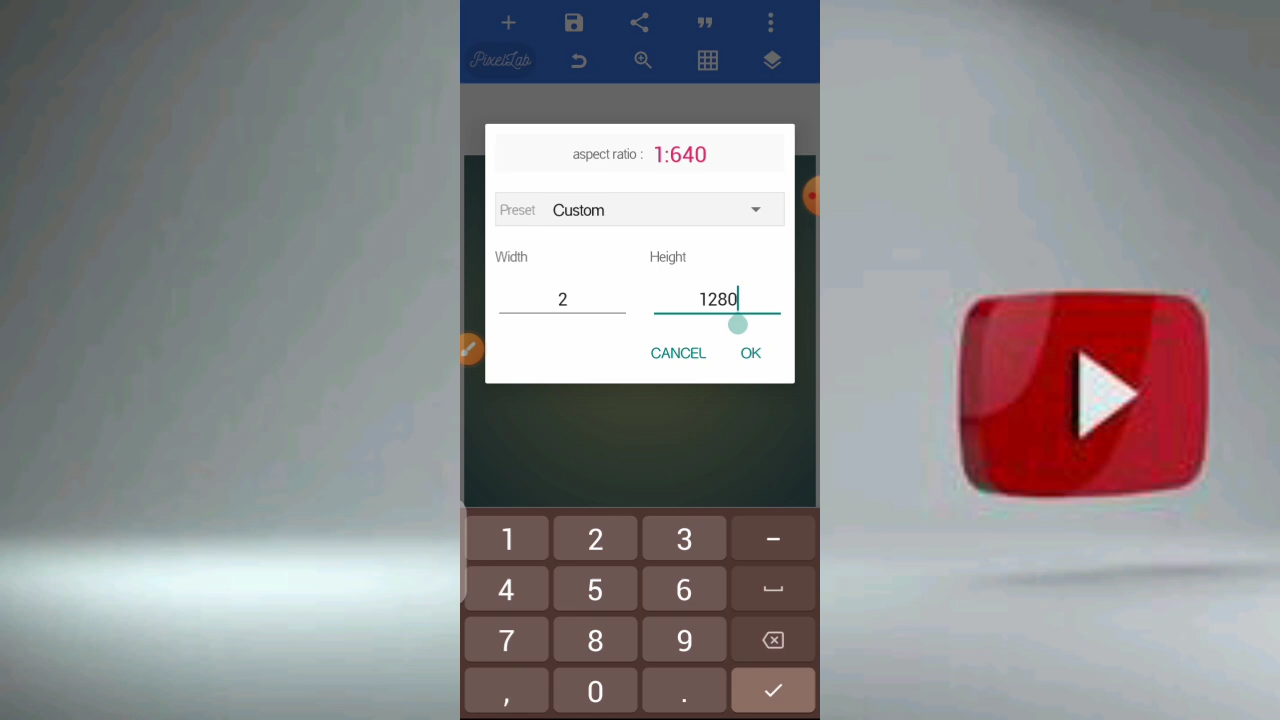 PixelLab
aspect ratio : 1:640
Preset Custom
Width Height
2 1280
CANCEL OK
1 2 3 –
4 5 6
7 8 9
, 0 .